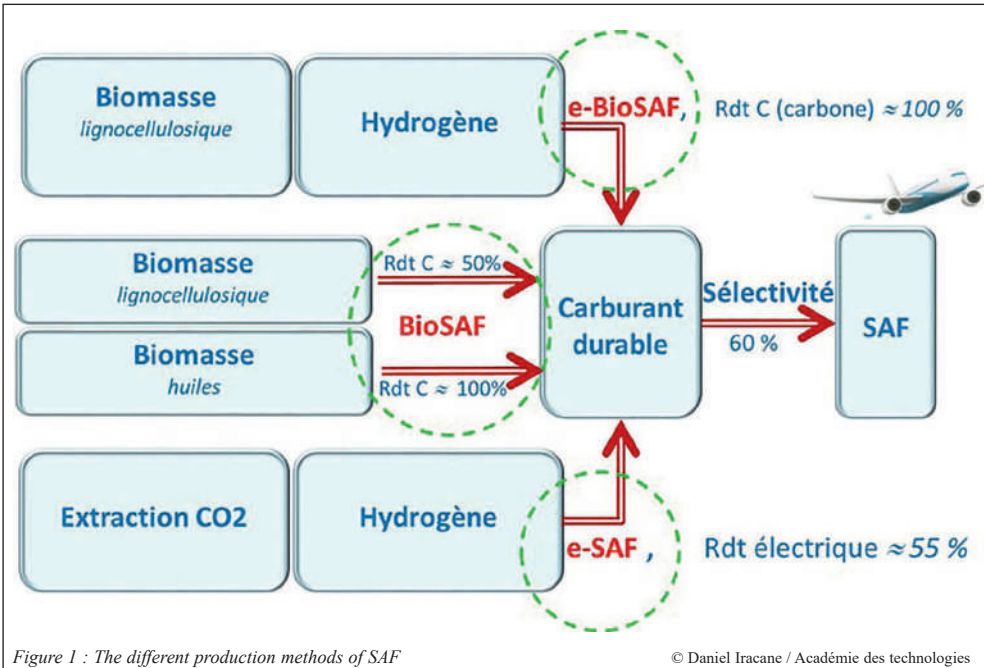 Biomasse
lignocellulosique
Hydrogène
e-BioSAF, Rdt C (carbone) ≈100 %
Biomasse
lignocellulosique
Rdt C ≈ 50%
BioSAF
Biomasse
huiles
Rdt C ≈ 100%
Carburant
durable
Sélectivité
60 %
SAF
Extraction CO2
Hydrogène
e-SAF , Rdt électrique ≈55 %
Figure 1 : The different production methods of SAF
© Daniel Iracane / Académie des technologies